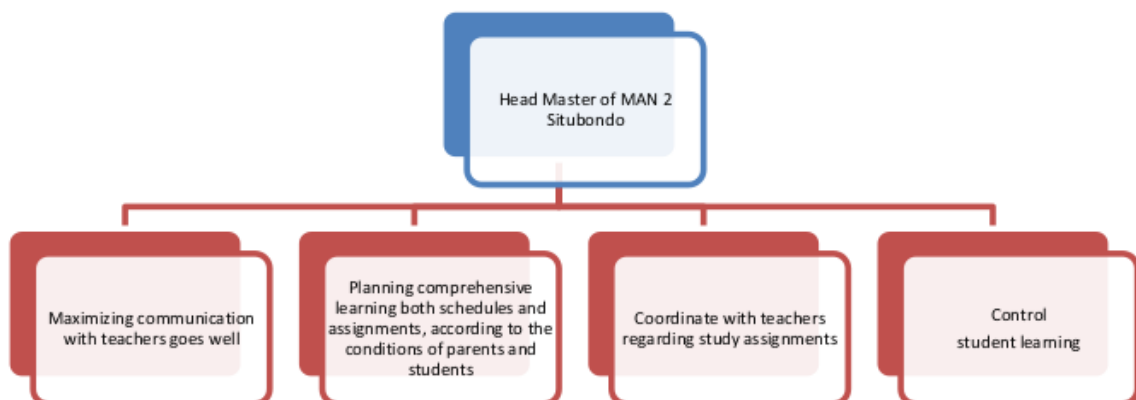 Head Master of MAN 2
Situbondo
Maximizing communication
with teachers goes well
Planning comprehensive
learning both schedules and
assignments, according to the
conditions of parents and
students
Coordinate with teachers
regarding study assignments
Control
student learning